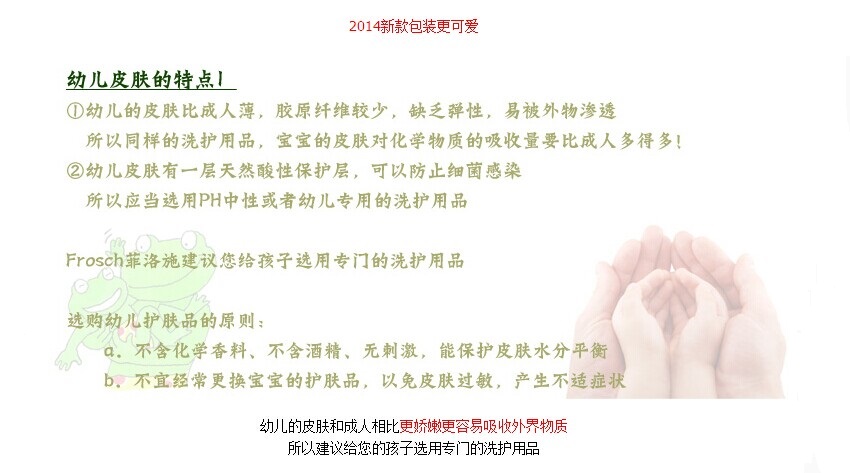 2014新款包装更可爱
幼儿皮肤的特点!
①幼儿的皮肤比成人薄，胶原纤维较少，缺乏弹性，易被外物渗透
所以同样的洗护用品，宝宝的皮肤对化学物质的吸收量要比成人多得多！
②幼儿皮肤有一层天然酸性保护层，可以防止细菌感染
所以应当选用PH中性或者幼儿专用的洗护用品
Frosch菲洛施建议您给孩子选用专门的洗护用品
选购幼儿护肤品的原则：
a. 不含化学香料、不含酒精、无刺激，能保护皮肤水分平衡
b. 不宜经常更换宝宝的护肤品，以免皮肤过敏，产生不适症状
幼儿的皮肤和成人相比更娇嫩更容易吸收外界物质
所以建议给您的孩子选用专门的洗护用品